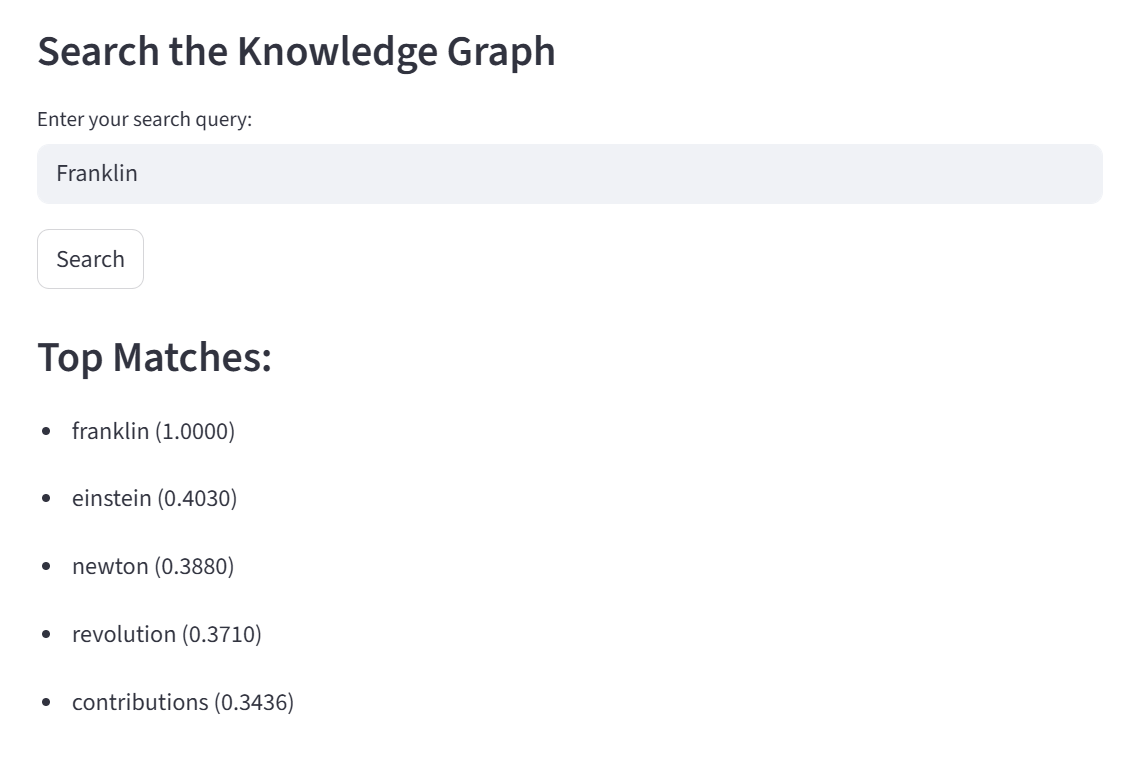 Search the Knowledge Graph
Enter your search query:
Franklin
Search
Top Matches:
• franklin (1.0000)
• einstein (0.4030)
• newton (0.3880)
• revolution (0.3710)
• contributions (0.3436)